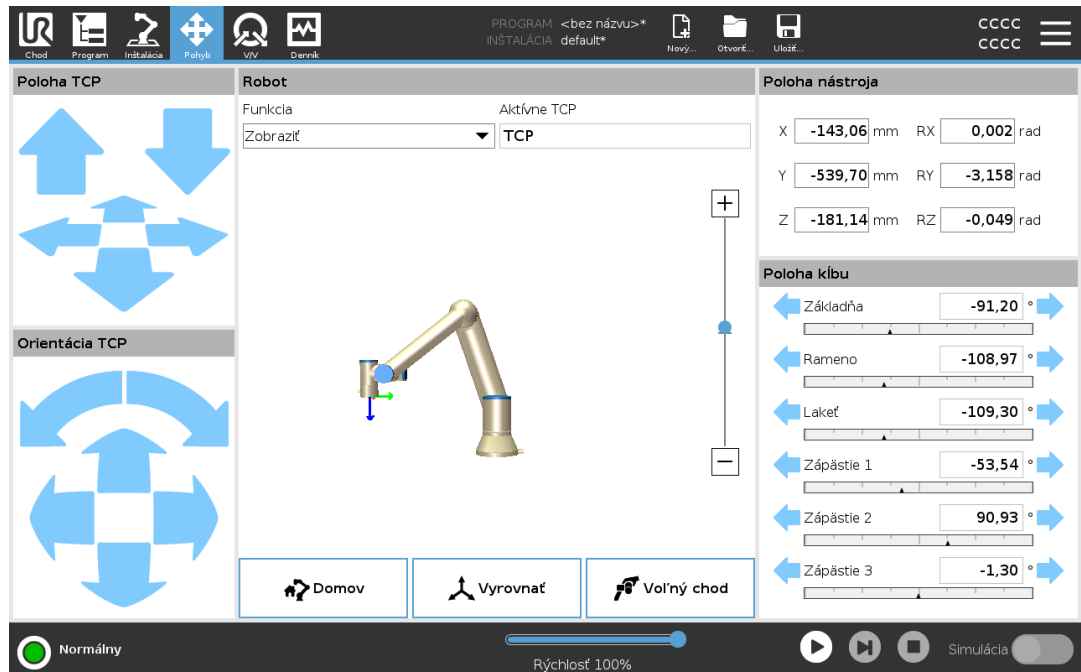 PROGRAM <bez názvu>*
INŠTALÁCIA default*
CCCC
CCCC
UR
Chod Program Inštalácia Pohyb V/V Denník Nový... Otvoriť... Uložiť...
Poloha TCP
Robot
Funkcia Aktívne TCP
Zobraziť TCP
Domov Vyrovnať Voľný chod
Orientácia TCP
Poloha nástroja
X -143,06 mm RX 0,002 rad
Y -539,70 mm RY -3,158 rad
Z -181,14 mm RZ -0,049 rad
Poloha kĺbu
Základňa -91,20 °
Rameno -108,97 °
Lakeť -109,30 °
Zápästie 1 -53,54 °
Zápästie 2 90,93 °
Zápästie 3 -1,30 °
Normálny
Rýchlosť 100%
Simulácia